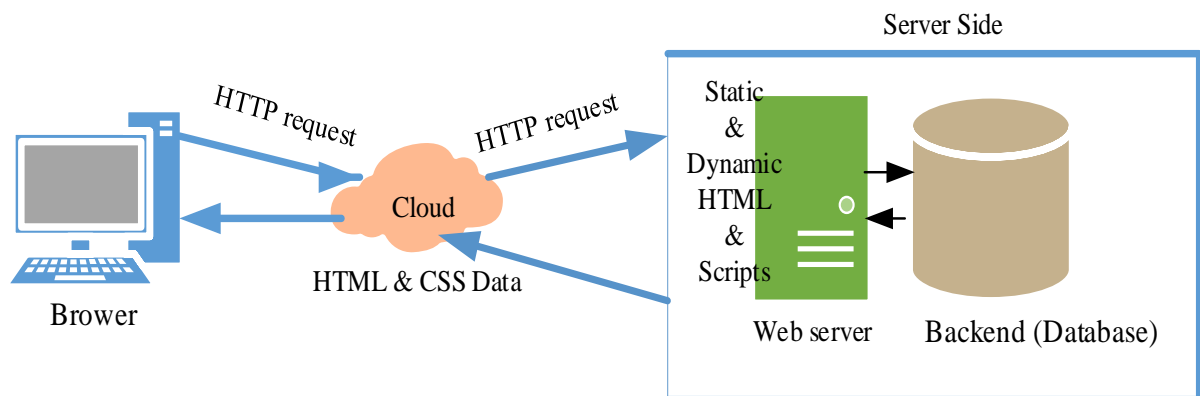 Server Side
HTTP request
HTTP request
Static
&
Dynamic
HTML
&
Scripts
Cloud
HTML & CSS Data
Brower
Web server
Backend (Database)